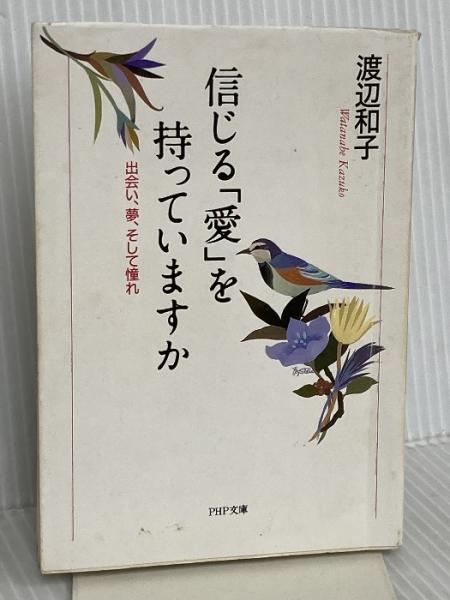 渡辺和子
Watanabe Kazuko
信じる「愛」を
持っていますか
出会い、夢、そして憧れ
PHP文庫